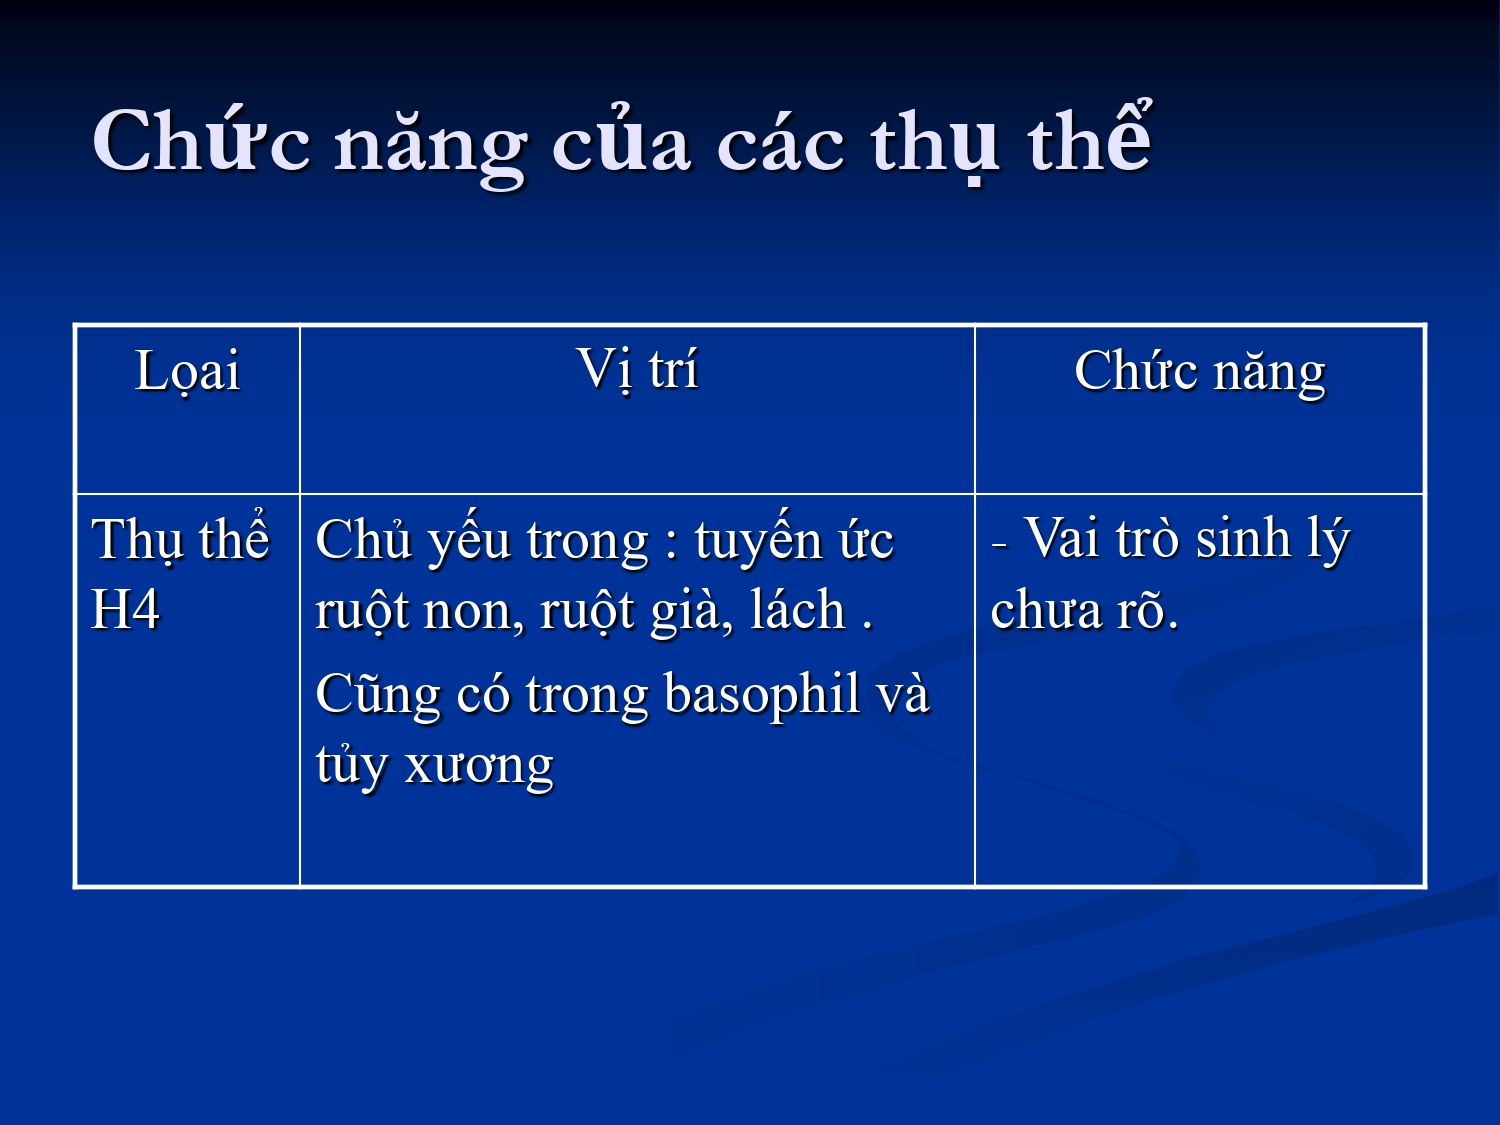 Chức năng của các thụ thể
Lọai
Vị trí
Chức năng
Thụ thể
H4
Chủ yếu trong : tuyến ức
ruột non, ruột già, lách .
Cũng có trong basophil và
tủy xương
- Vai trò sinh lý
chưa rõ.